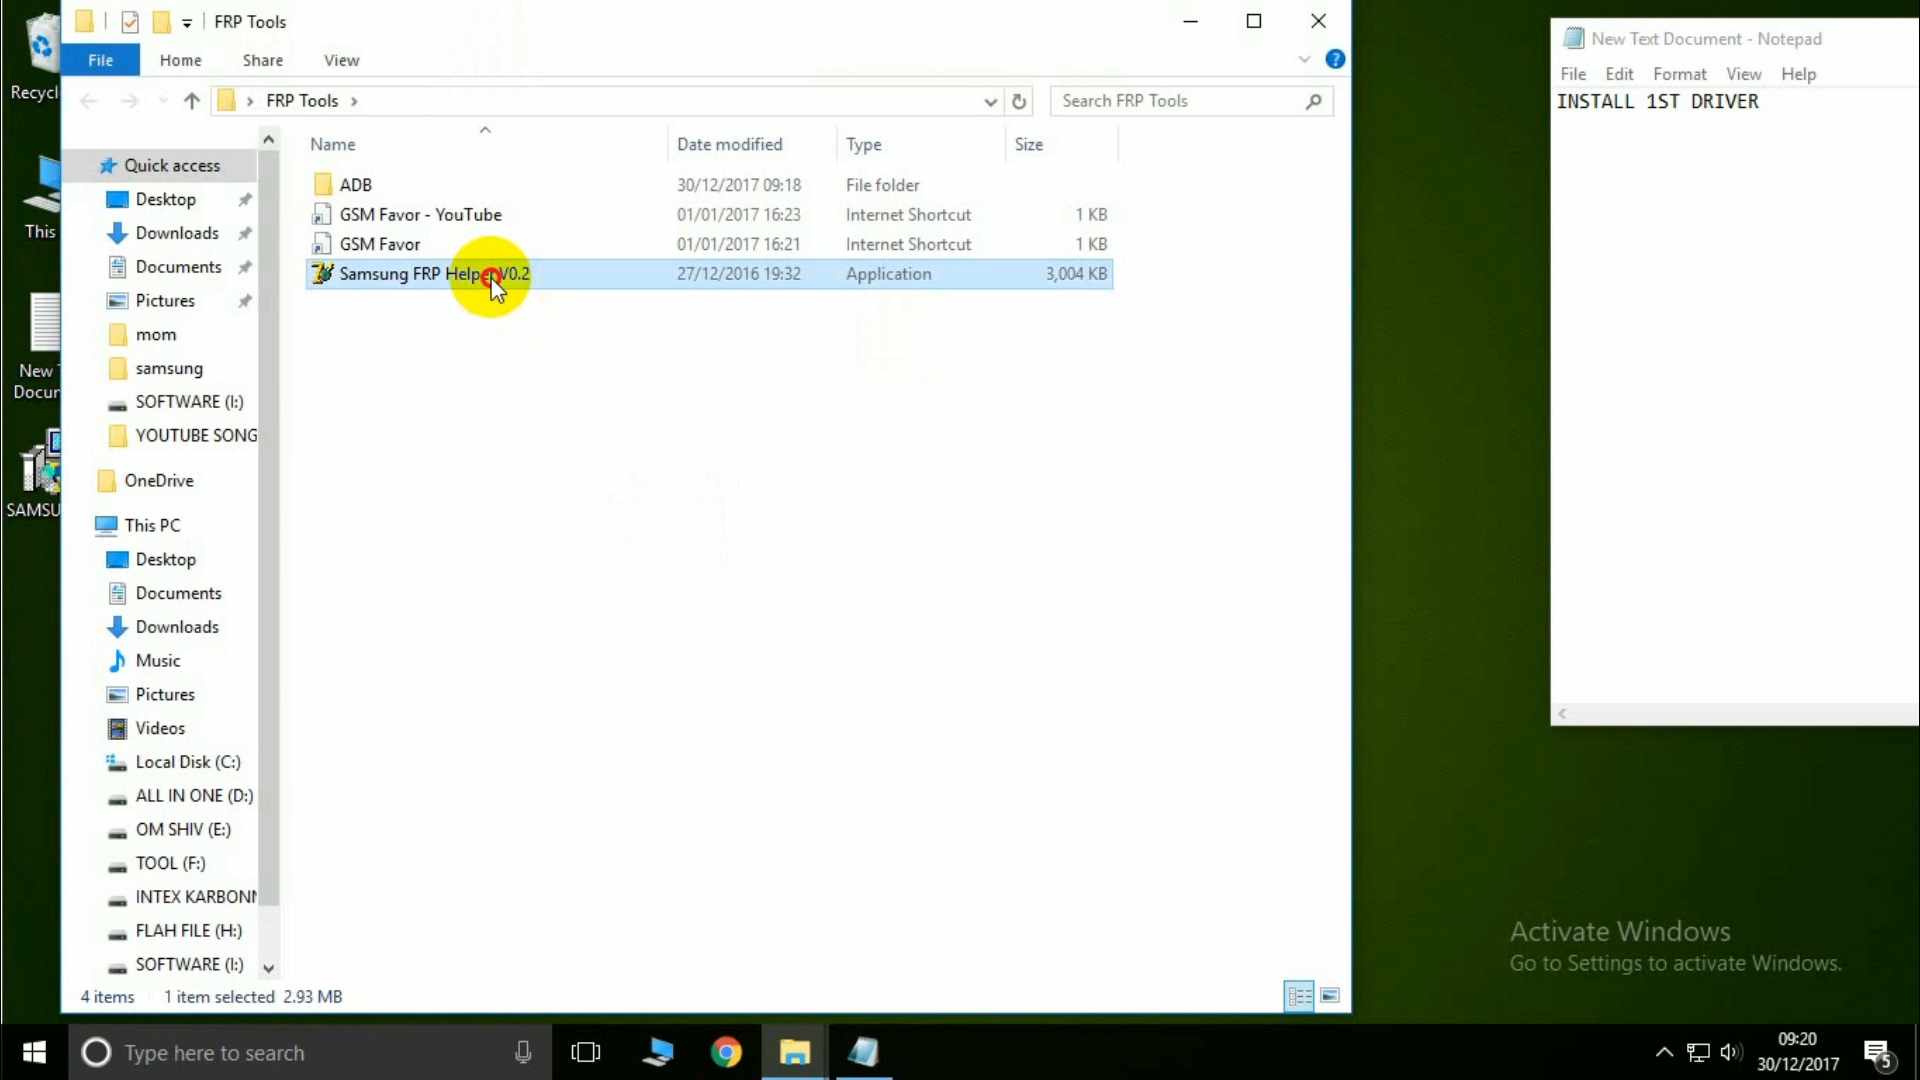 FRP Tools
File Home Share View
FRP Tools
Search FRP Tools
Name Date modified Type Size
ADB 30/12/2017 09:18 File folder
GSM Favor - YouTube 01/01/2017 16:23 Internet Shortcut 1 KB
GSM Favor 01/01/2017 16:21 Internet Shortcut 1 KB
Samsung FRP Helper V0.2 27/12/2016 19:32 Application 3,004 KB
Quick access
Desktop
Downloads
Documents
Pictures
mom
samsung
SOFTWARE (I:)
YOUTUBE SONG
OneDrive
This PC
Desktop
Documents
Downloads
Music
Pictures
Videos
Local Disk (C:)
ALL IN ONE (D:)
OM SHIV (E:)
TOOL (F:)
INTEX KARBONN
FLAH FILE (H:)
SOFTWARE (I:)
4 items 1 item selected 2.93 MB
Recycl
This
New
Docur
SAMSU
New Text Document - Notepad
File Edit Format View Help
INSTALL 1ST DRIVER
Activate Windows
Go to Settings to activate Windows.
Type here to search
09:20
30/12/2017
5